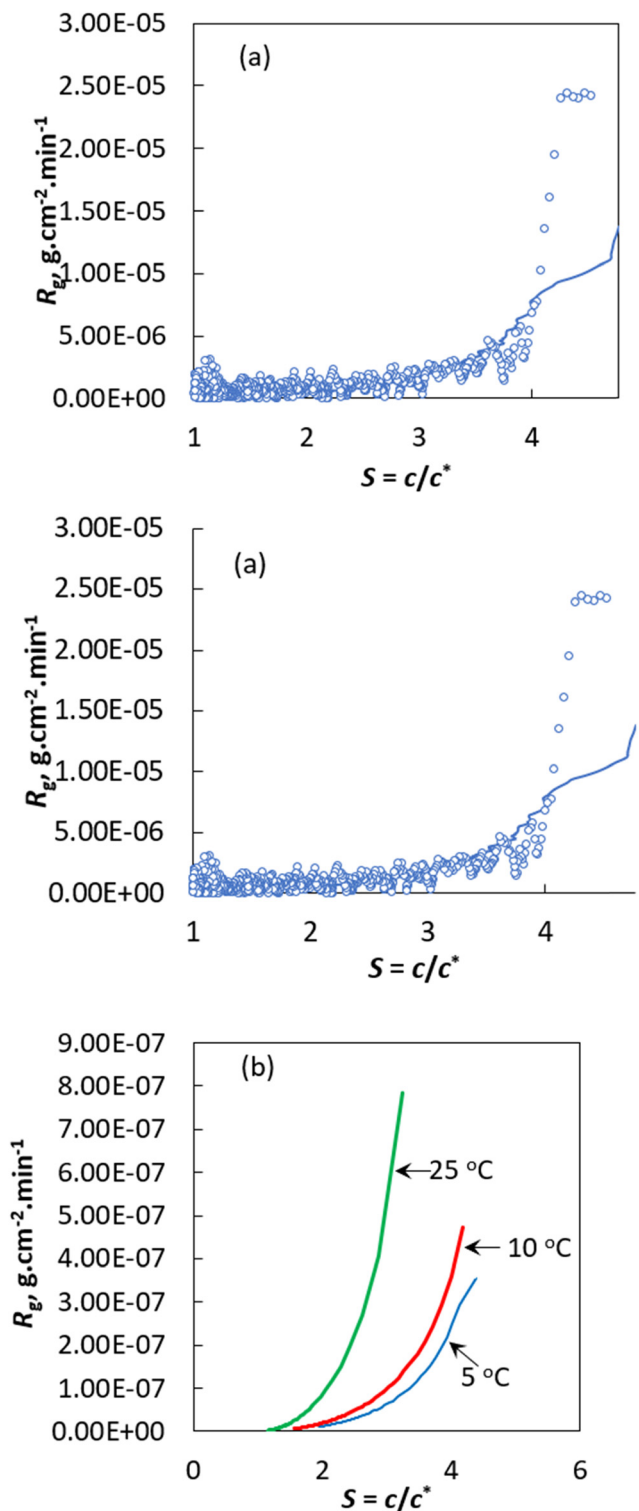 3.00E-05
(a)
2.50E-05
2.00E-05
1.50E-05
1.00E-05
5.00E-06
0.00E+00
Rg, g.cm-2.min-1
1 2 3 4
S = c/c*
3.00E-05
(a)
2.50E-05
2.00E-05
1.50E-05
1.00E-05
5.00E-06
0.00E+00
Rg, g.cm-2.min-1
1 2 3 4
S = c/c*
9.00E-07
(b)
8.00E-07
7.00E-07
6.00E-07
25 °C
5.00E-07
4.00E-07
10 °C
3.00E-07
2.00E-07
5 °C
1.00E-07
0.00E+00
Rg, g.cm-2.min-1
0 2 4 6
S = c/c*